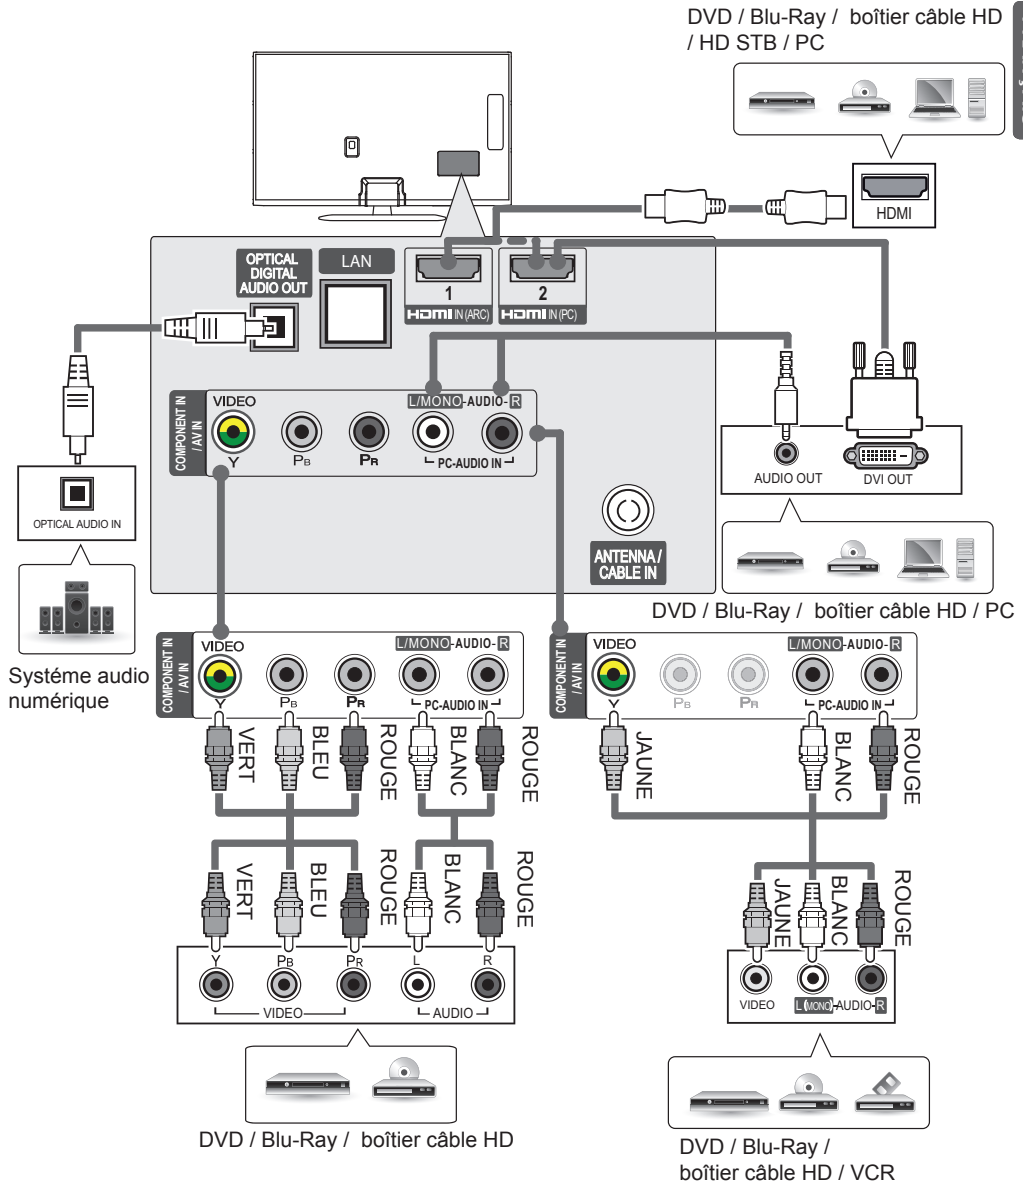 DVD / Blu-Ray / boîtier câble HD
/ HD STB / PC
HDMI
OPTICAL
DIGITAL
AUDIO OUT
LAN
1
HDMI IN (ARC)
2
HDMI IN (PC)
COMPONENT IN
/ AV IN
VIDEO
Y
PB
PR
L/MONO-AUDIO-R
PC-AUDIO IN
ANTENNA /
CABLE IN
OPTICAL AUDIO IN
Systéme audio
numérique
AUDIO OUT
DVI OUT
DVD / Blu-Ray / boîtier câble HD / PC
COMPONENT IN
/ AV IN
VIDEO
Y
PB
PR
L/MONO-AUDIO-R
PC-AUDIO IN
VERT
BLEU
ROUGE
BLANC
ROUGE
VERT
BLEU
ROUGE
BLANC
ROUGE
Y
PB
PR
L
R
VIDEO
AUDIO
DVD / Blu-Ray / boîtier câble HD
COMPONENT IN
/ AV IN
VIDEO
Y
PB
PR
L/MONO-AUDIO-R
PC-AUDIO IN
JAUNE
BLANC
ROUGE
JAUNE
BLANC
ROUGE
VIDEO
L(MONO)-AUDIO-R
DVD / Blu-Ray /
boîtier câble HD / VCR